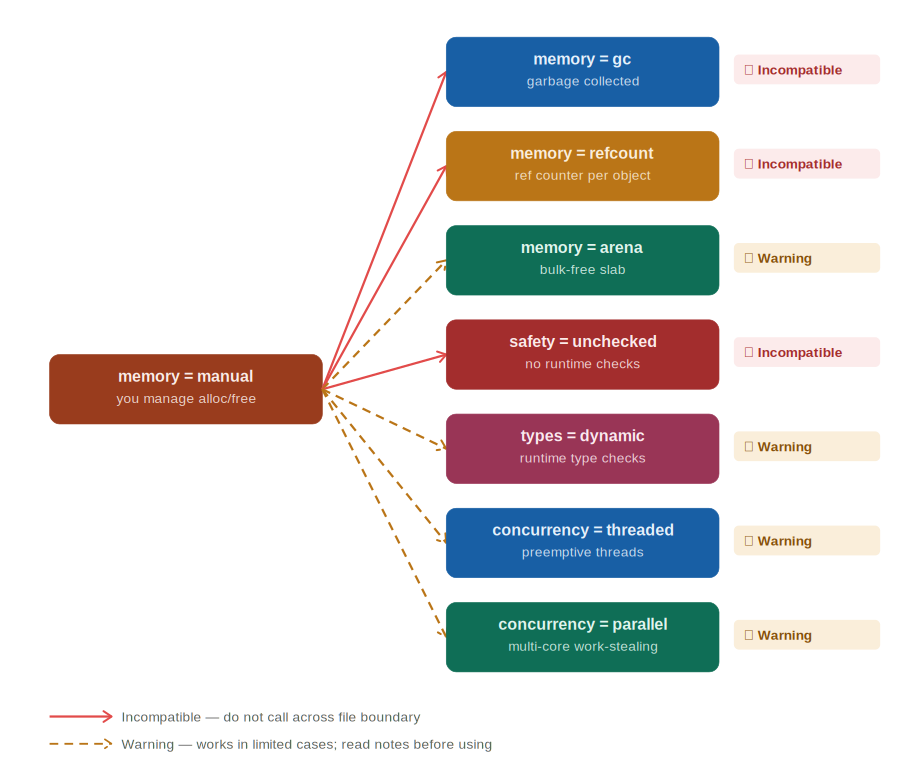 memory = gc
garbage collected
Incompatible
memory = refcount
ref counter per object
Incompatible
memory = arena
bulk-free slab
Warning
safety = unchecked
no runtime checks
Incompatible
memory = manual
you manage alloc/free
types = dynamic
runtime type checks
Warning
concurrency = threaded
preemptive threads
Warning
concurrency = parallel
multi-core work-stealing
Warning
Incompatible — do not call across file boundary
Warning — works in limited cases; read notes before using